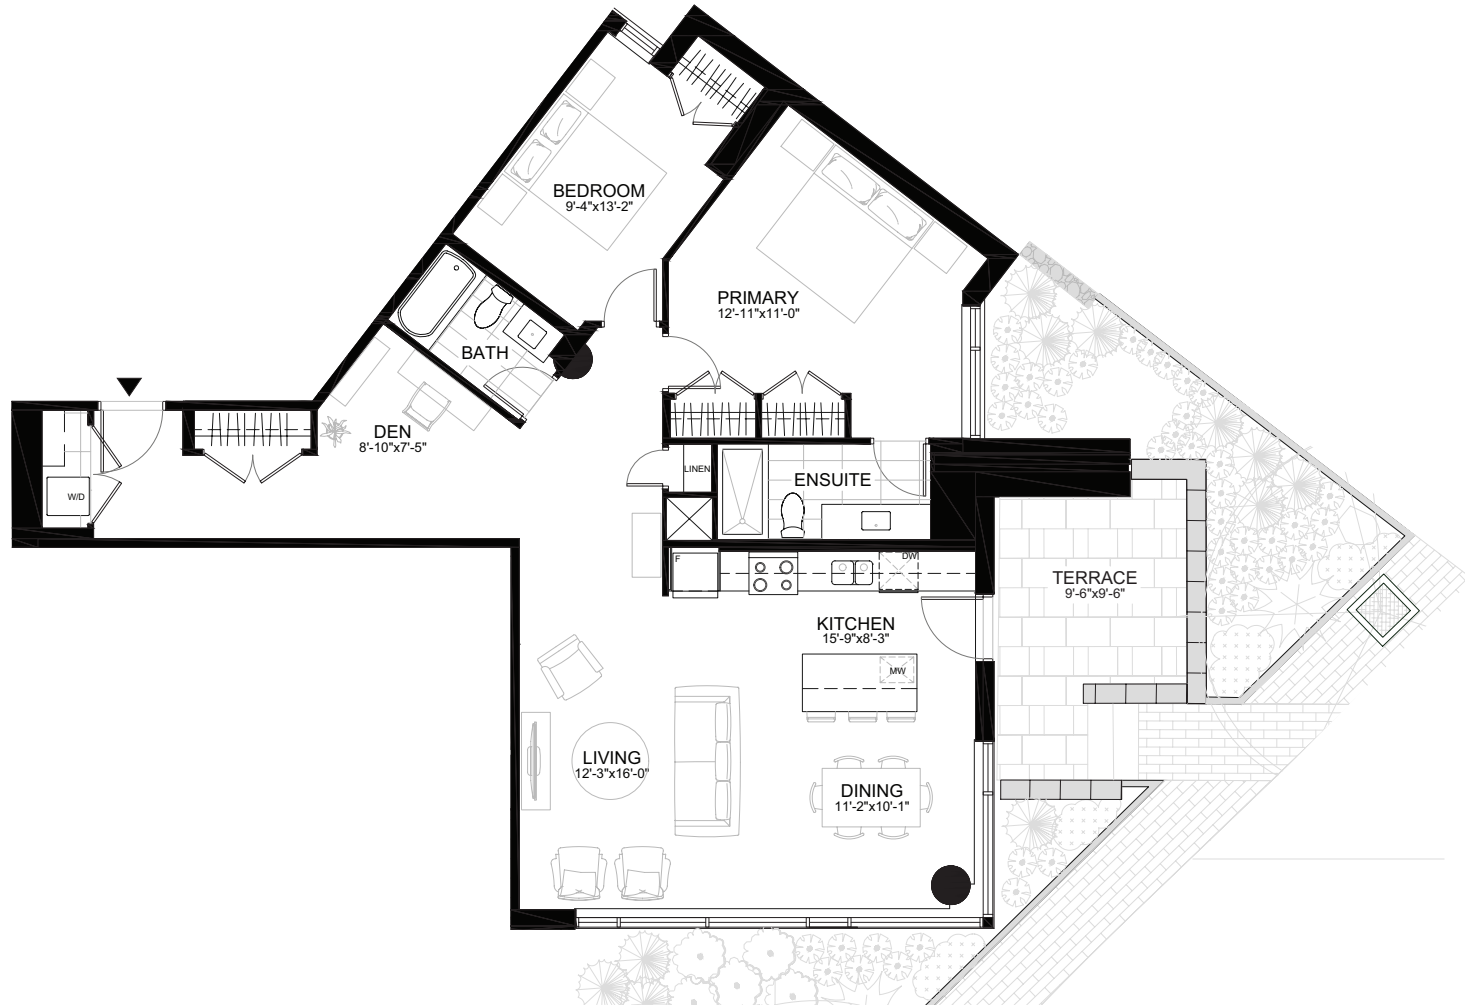 BEDROOM
9'-4"x13'-2"
PRIMARY
12'-11"x11'-0"
BATH
DEN
8'-10"x7'-5"
LINEN
ENSUITE
W/D
F
DW
TERRACE
9'-6"x9'-6"
KITCHEN
15'-9"x8'-3"
MW
LIVING
12'-3"x16'-0"
DINING
11'-2"x10'-1"